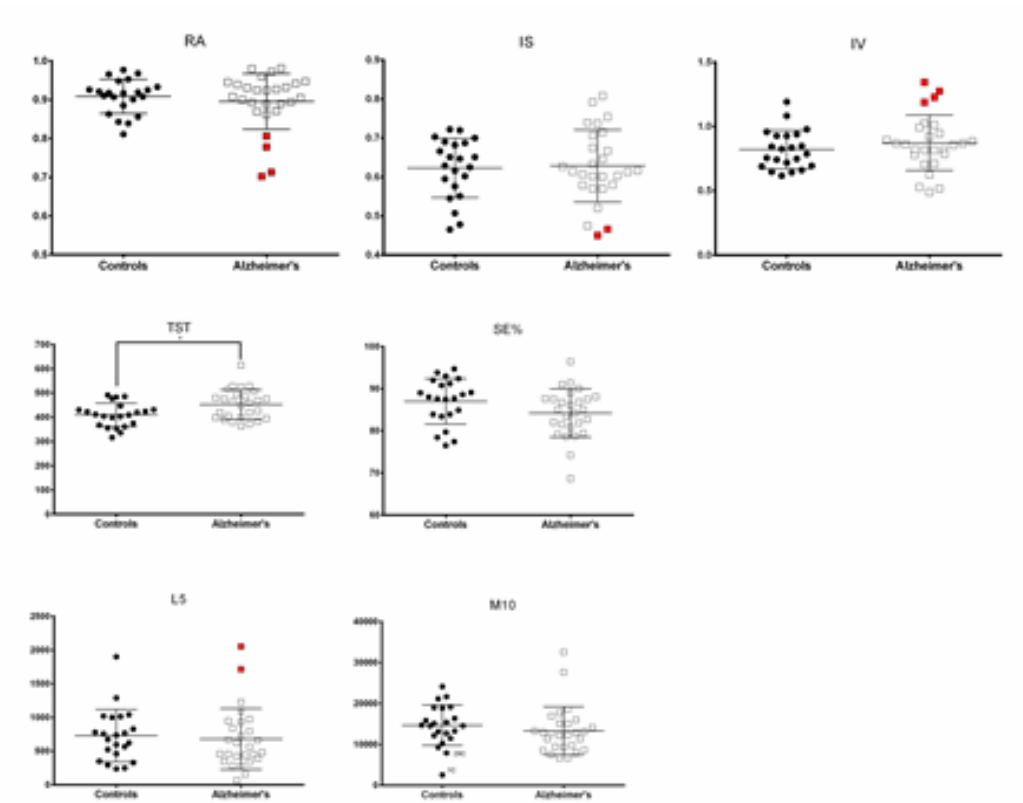 RA
1.0
0.9
0.8
0.7
0.6
0.5
Controls Alzheimer's
IS
0.9
0.8
0.7
0.6
0.5
0.4
Controls Alzheimer's
IV
1.5
1.0
0.5
0.0
Controls Alzheimer's
TST
700
600
500
400
300
200
100
0
Controls Alzheimer's
SE%
100
90
80
70
60
Controls Alzheimer's
L5
2500
2000
1500
1000
500
0
Controls Alzheimer's
M10
40000
30000
20000
10000
0
Controls Alzheimer's